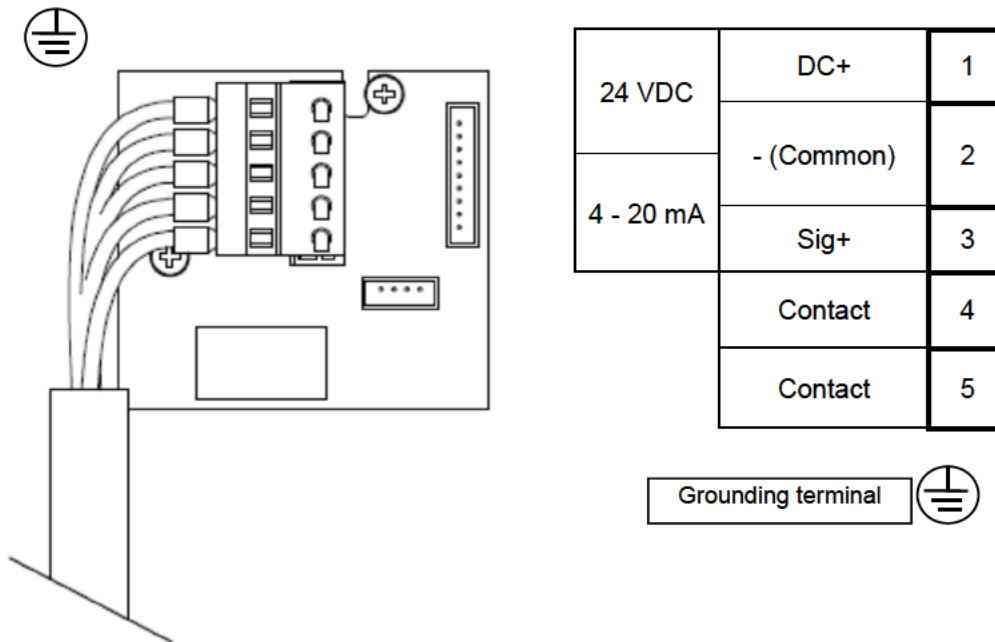 24 VDC
DC+
1
- (Common)
2
4 - 20 mA
Sig+
3
Contact
4
Contact
5
Grounding terminal